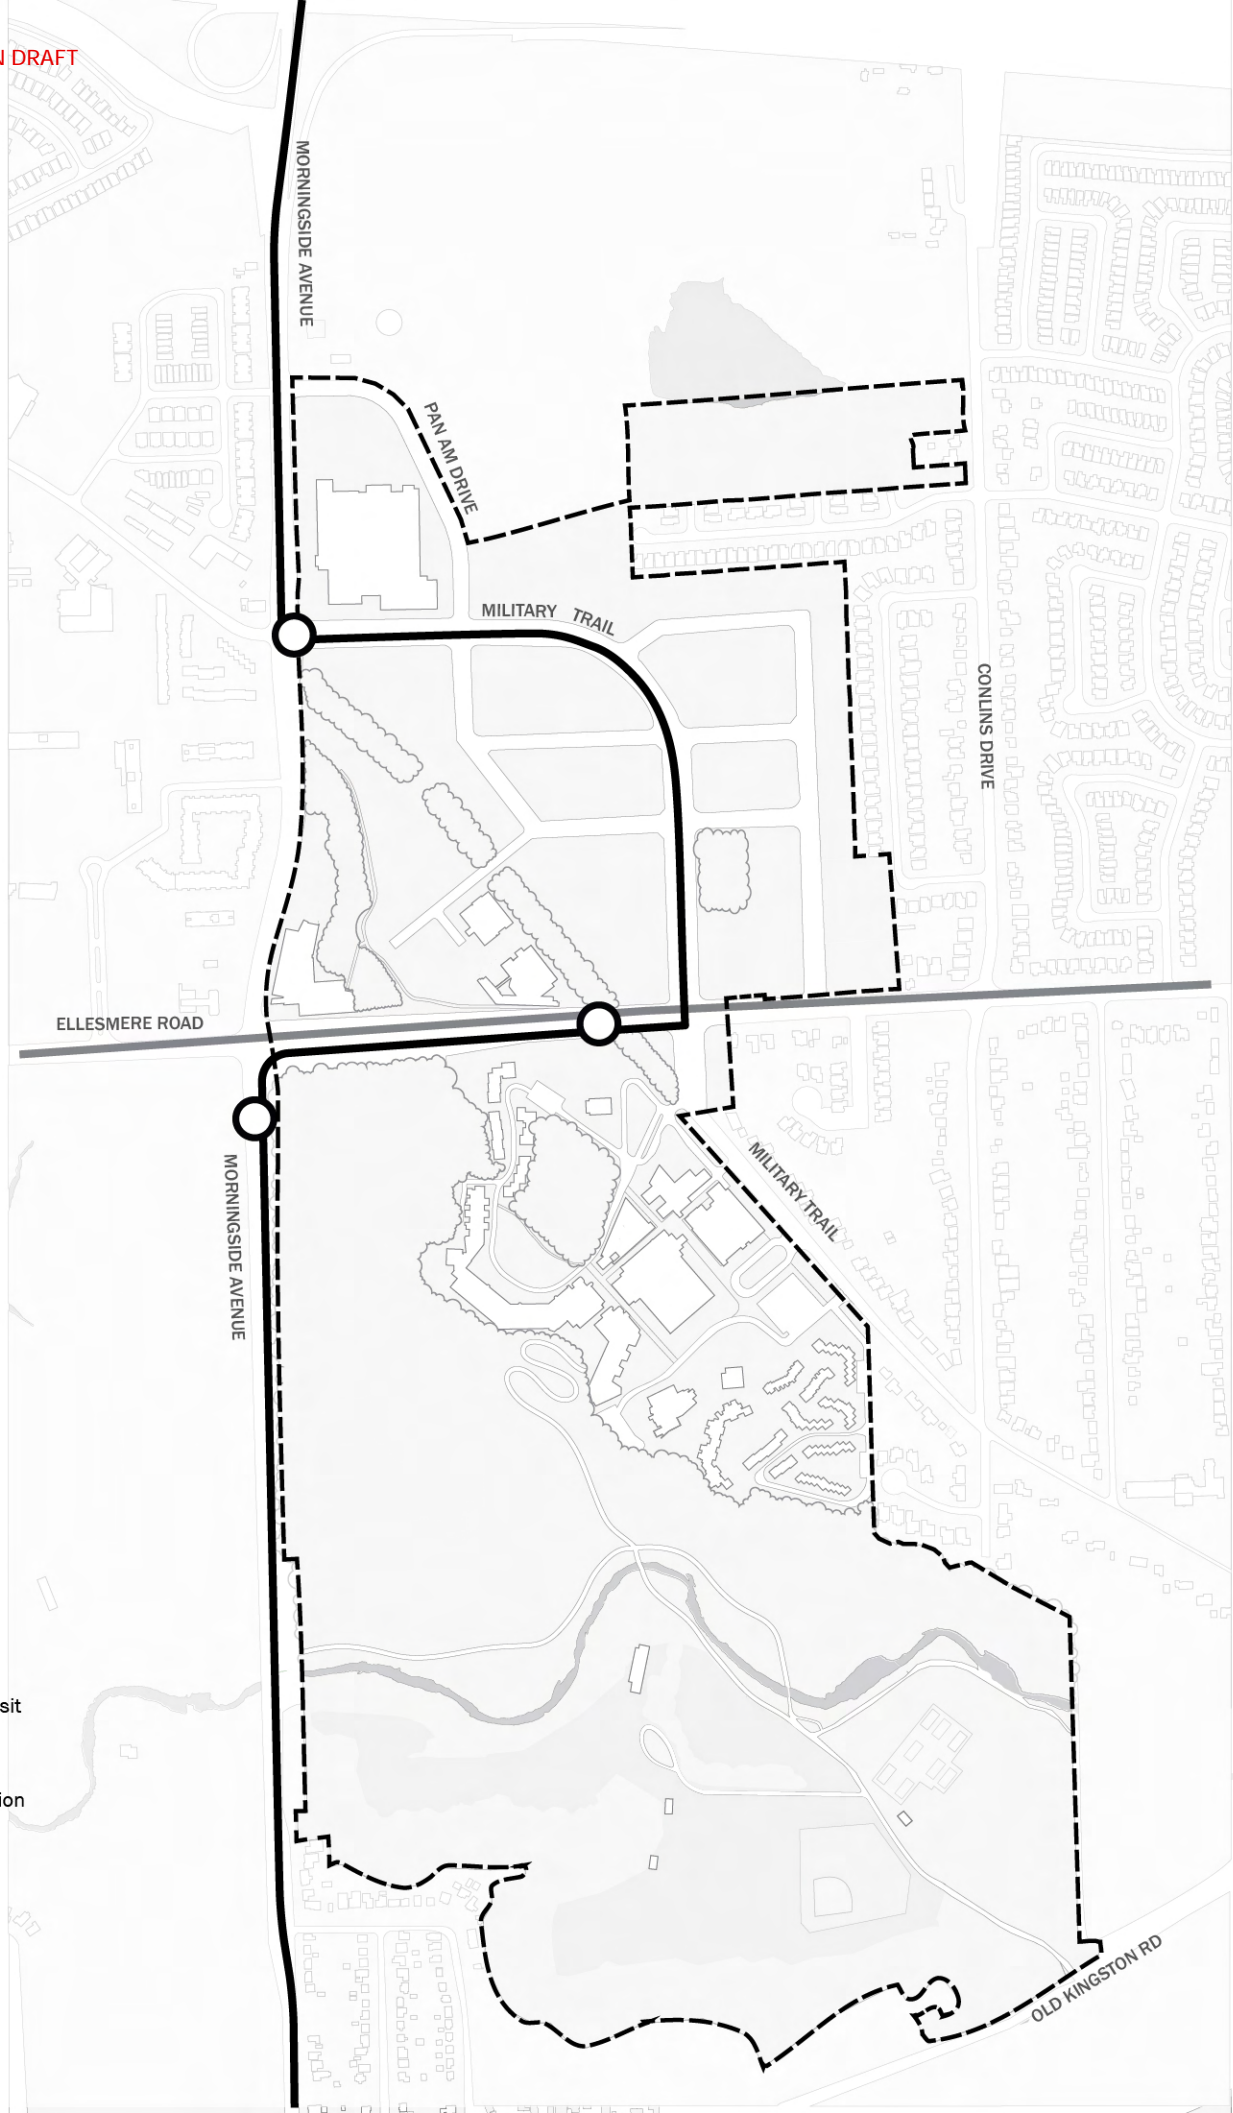 N DRAFT
MORNINGSIDE AVENUE
PAN AM DRIVE
MILITARY TRAIL
CONLINS DRIVE
ELLESMERE ROAD
MILITARY TRAIL
MORNINGSIDE AVENUE
sit
ion
OLD KINGSTON RD